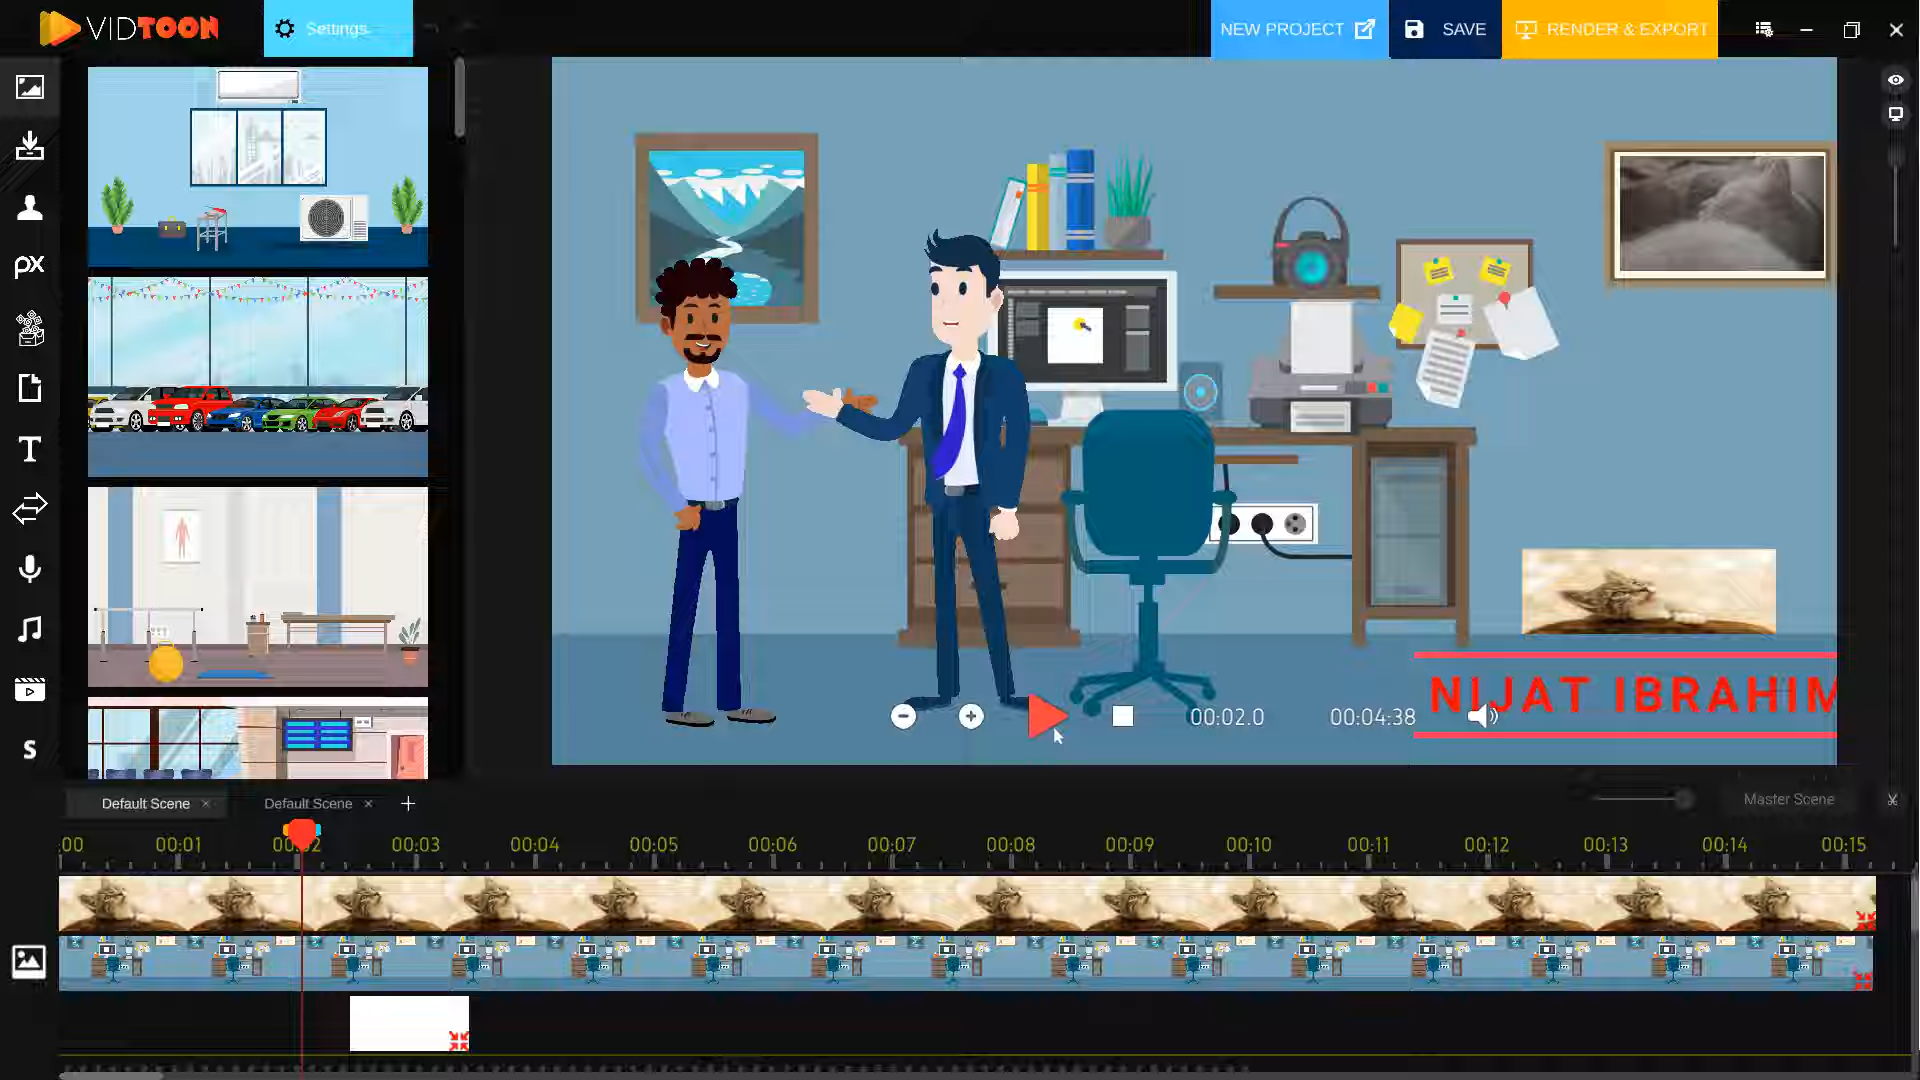 VIDTOON
Settings
NEW PROJECT
SAVE
RENDER & EXPORT
px
T
S
NIJAT IBRAHIM
00:02.0
00:04:38
Default Scene
Default Scene
Master Scene
:00 00:01 00:02 00:03 00:04 00:05 00:06 00:07 00:08 00:09 00:10 00:11 00:12 00:13 00:14 00:15